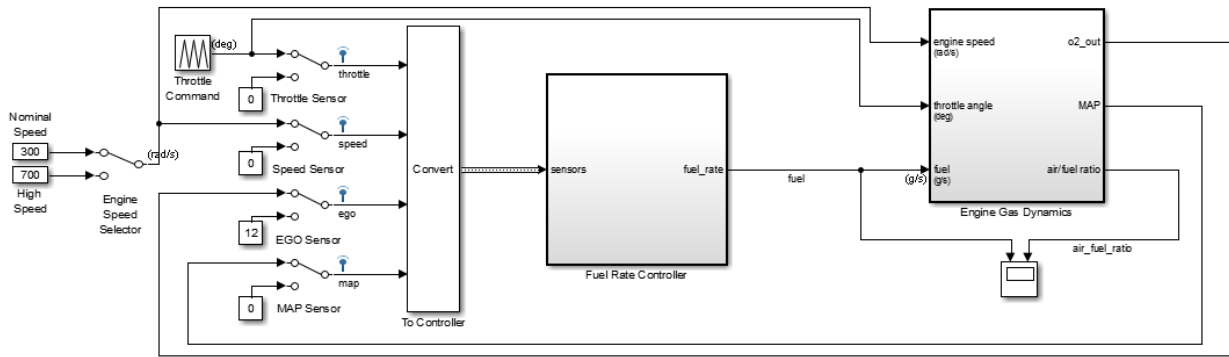 (deg)
Throttle
Command
0
Throttle Sensor
throttle
Nominal
Speed
300
700
High
Speed
(rad/s)
Engine
Speed
Selector
0
Speed Sensor
speed
12
EGO Sensor
ego
0
MAP Sensor
map
Convert
To Controller
sensors
fuel_rate
Fuel Rate Controller
fuel
(g/s)
engine speed
(rad/s)
throttle angle
(deg)
fuel
(g/s)
o2_out
MAP
air/fuel ratio
Engine Gas Dynamics
air_fuel_ratio